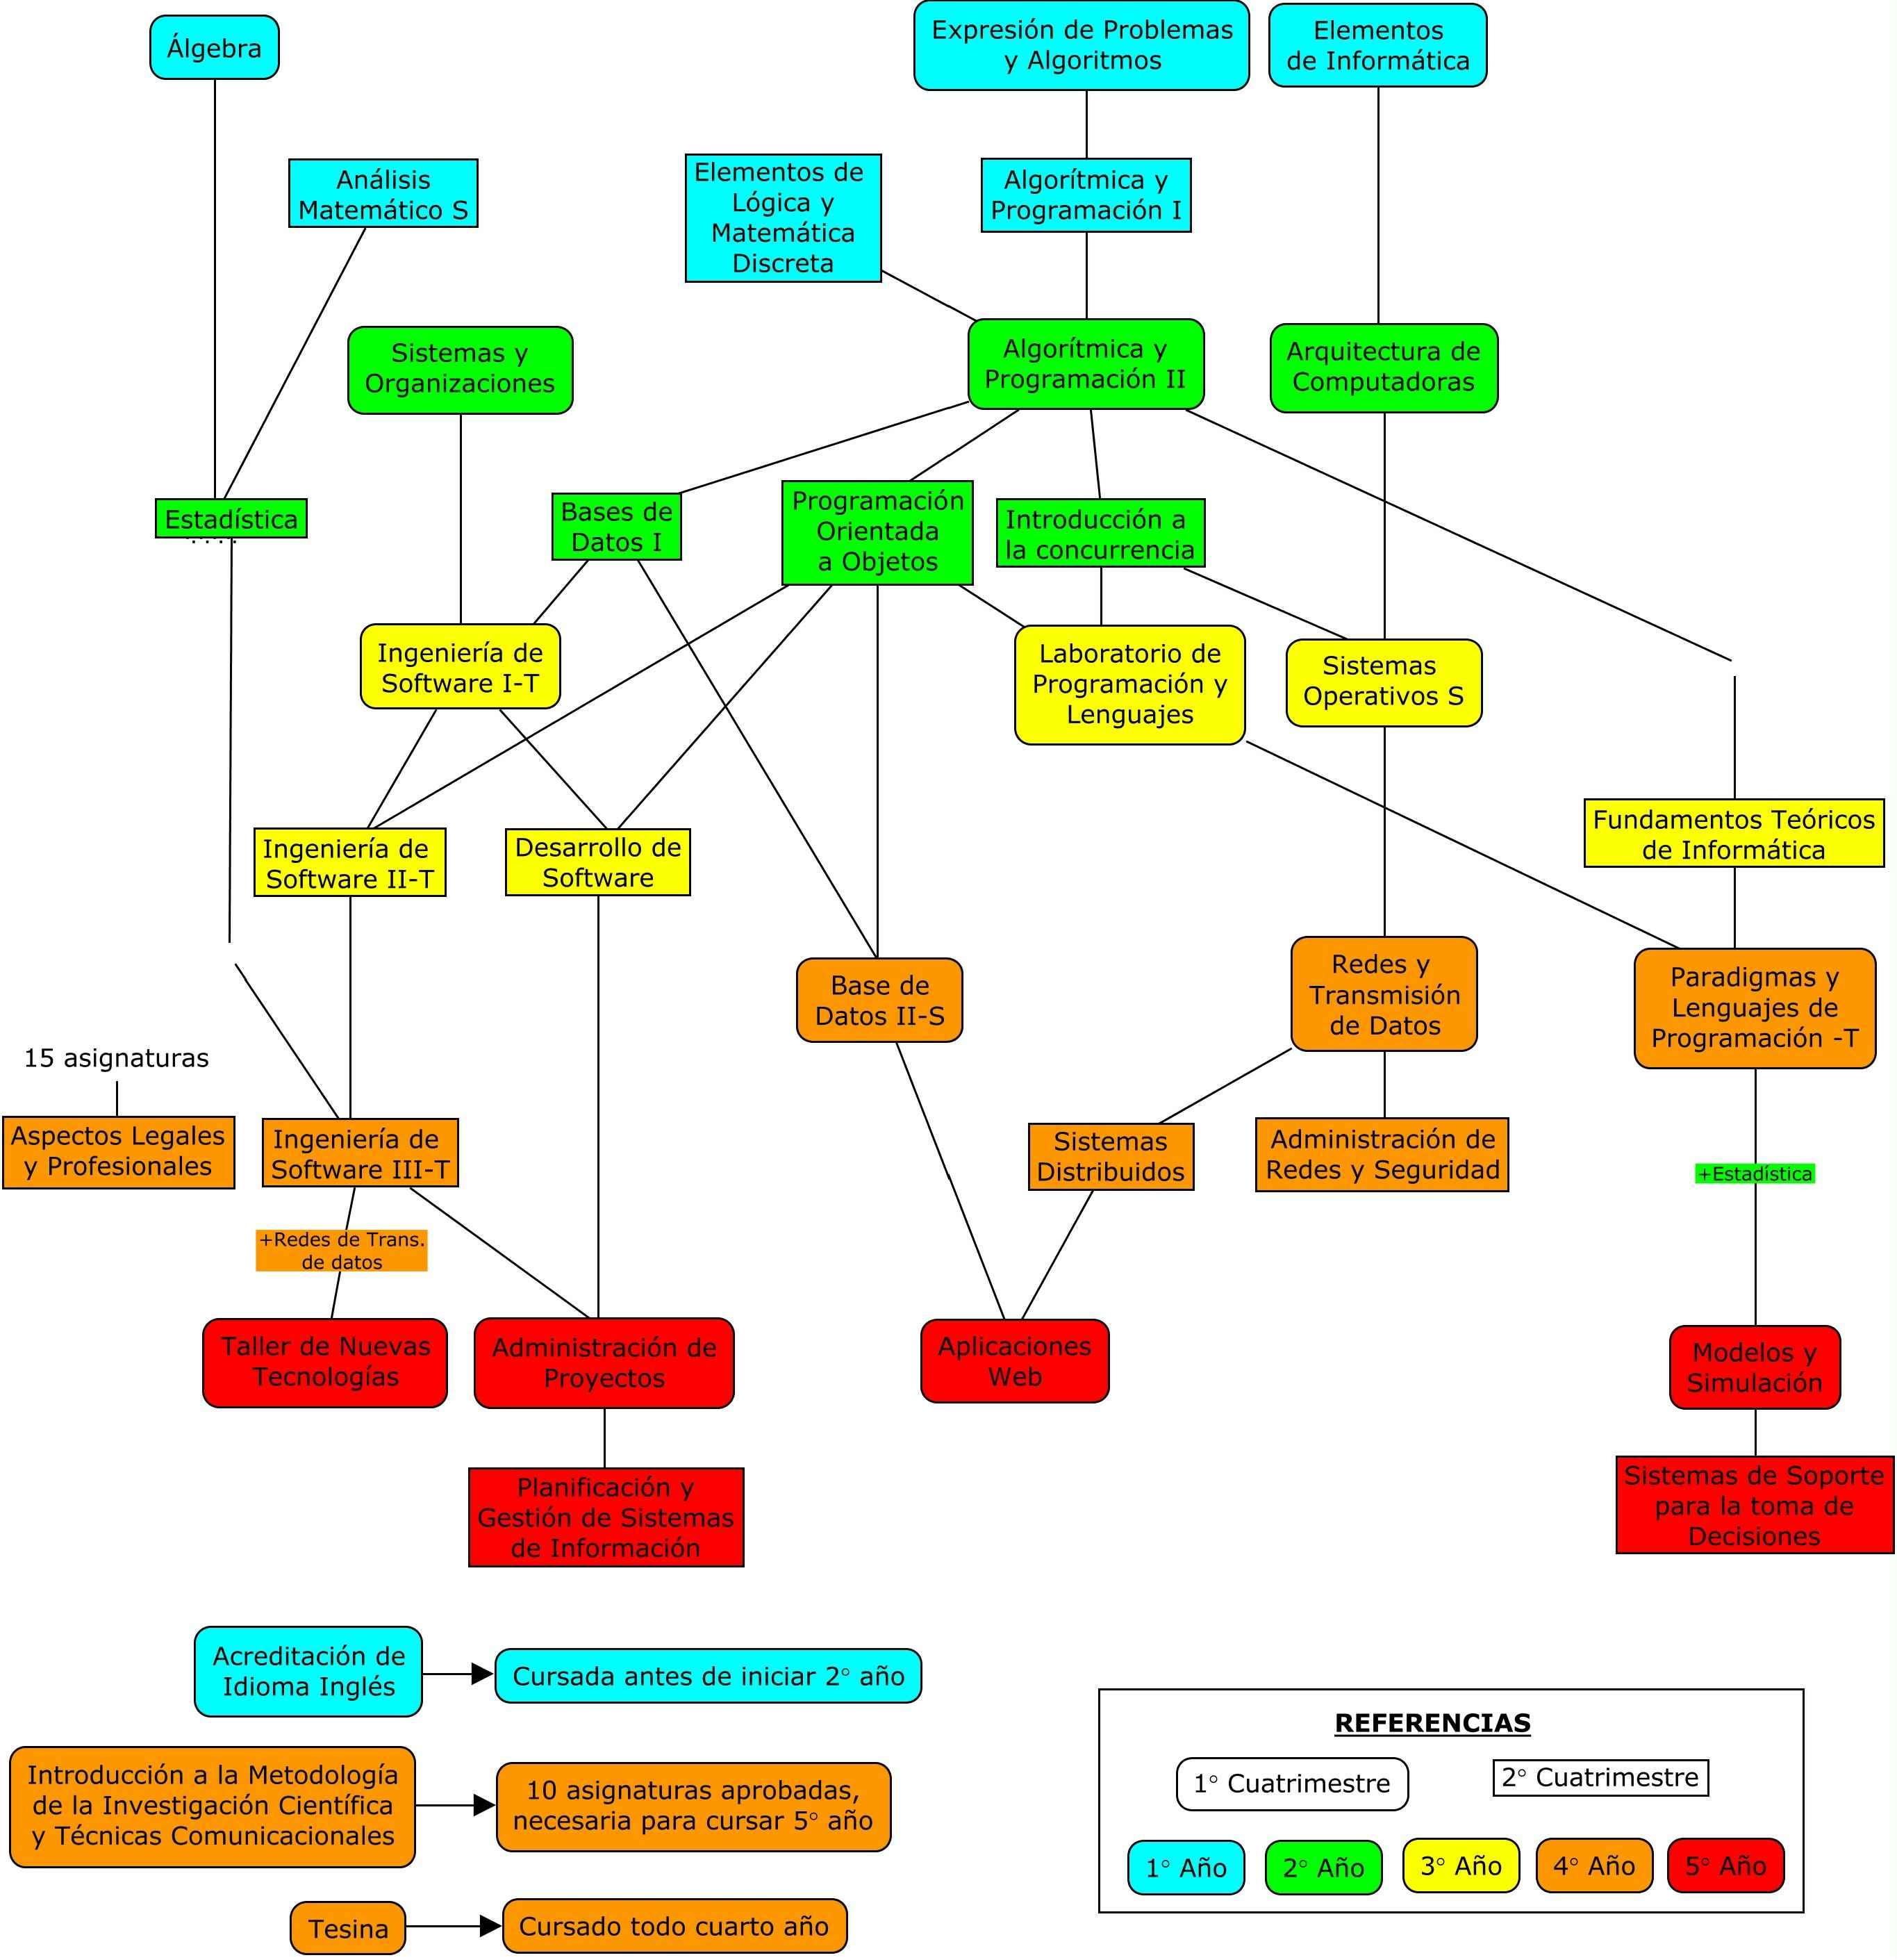 Álgebra
Expresión de Problemas
y Algoritmos
Elementos
de Informática
Análisis
Matemático S
Elementos de
Lógica y
Matemática
Discreta
Algorítmica y
Programación I
Sistemas y
Organizaciones
Algorítmica y
Programación II
Arquitectura de
Computadoras
Estadística
Bases de
Datos I
Programación
Orientada
a Objetos
Introducción a
la concurrencia
Ingeniería de
Software I-T
Laboratorio de
Programación y
Lenguajes
Sistemas
Operativos S
Ingeniería de
Software II-T
Desarrollo de
Software
Fundamentos Teóricos
de Informática
Base de
Datos II-S
Redes y
Transmisión
de Datos
Paradigmas y
Lenguajes de
Programación -T
15 asignaturas
Aspectos Legales
y Profesionales
Ingeniería de
Software III-T
Sistemas
Distribuidos
Administración de
Redes y Seguridad
+Estadística
+Redes de Trans.
de datos
Taller de Nuevas
Tecnologías
Administración de
Proyectos
Aplicaciones
Web
Modelos y
Simulación
Planificación y
Gestión de Sistemas
de Información
Sistemas de Soporte
para la toma de
Decisiones
Acreditación de
Idioma Inglés
Cursada antes de iniciar 2° año
Introducción a la Metodología
de la Investigación Científica
y Técnicas Comunicacionales
10 asignaturas aprobadas,
necesaria para cursar 5° año
Tesina
Cursado todo cuarto año
REFERENCIAS
1° Cuatrimestre
2° Cuatrimestre
1° Año
2° Año
3° Año
4° Año
5° Año